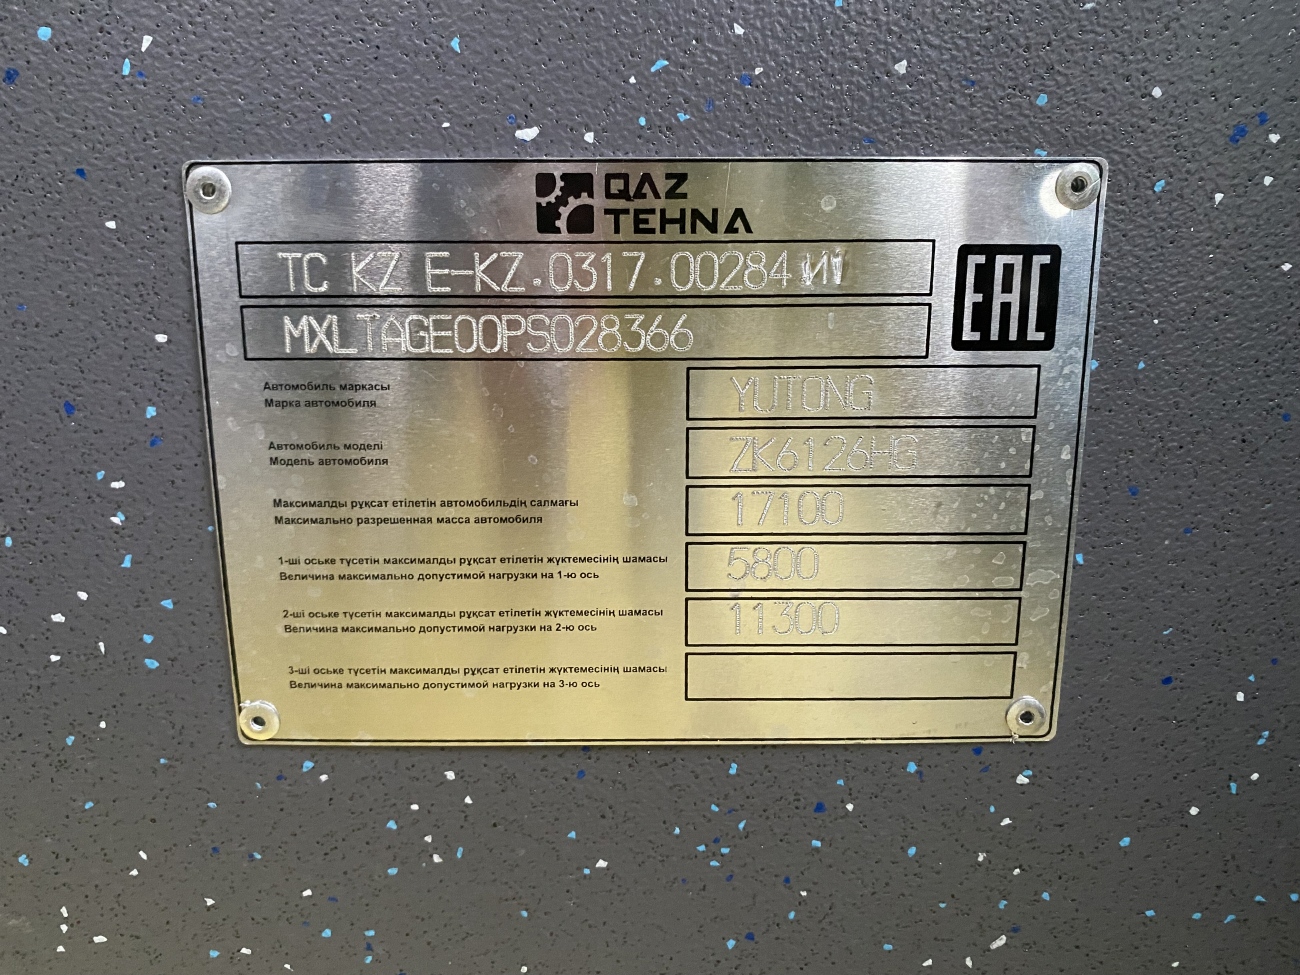 QAZ
TEHNA
TC KZ E-KZ.0317.00284 И1
EAC
MXLTAGE00PS028366
Автомобиль маркасы
Марка автомобиля
YUTONG
Автомобиль моделі
Модель автомобиля
ZK6126HG
Максималды рұқсат етілетін автомобильдің салмағы
Максимально разрешенная масса автомобиля
17100
1-ші оське түсетін максималды рұқсат етілетін жүктемесінің шамасы
Величина максимально допустимой нагрузки на 1-ю ось
5800
2-ші оське түсетін максималды рұқсат етілетін жүктемесінің шамасы
Величина максимально допустимой нагрузки на 2-ю ось
11300
3-ші оське түсетін максималды рұқсат етілетін жүктемесінің шамасы
Величина максимально допустимой нагрузки на 3-ю ось